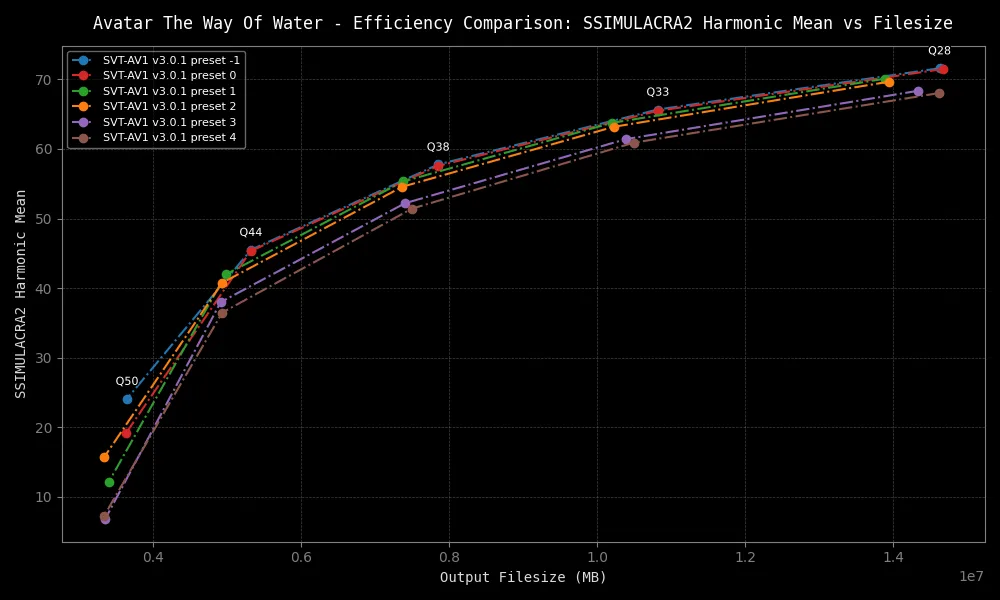 Avatar The Way Of Water - Efficiency Comparison: SSIMULACRA2 Harmonic Mean vs Filesize
SVT-AV1 v3.0.1 preset -1
SVT-AV1 v3.0.1 preset 0
SVT-AV1 v3.0.1 preset 1
SVT-AV1 v3.0.1 preset 2
SVT-AV1 v3.0.1 preset 3
SVT-AV1 v3.0.1 preset 4
Q28
Q33
Q38
Q44
Q50
SSIMULACRA2 Harmonic Mean
70
60
50
40
30
20
10
0.4 0.6 0.8 1.0 1.2 1.4
1e7
Output Filesize (MB)